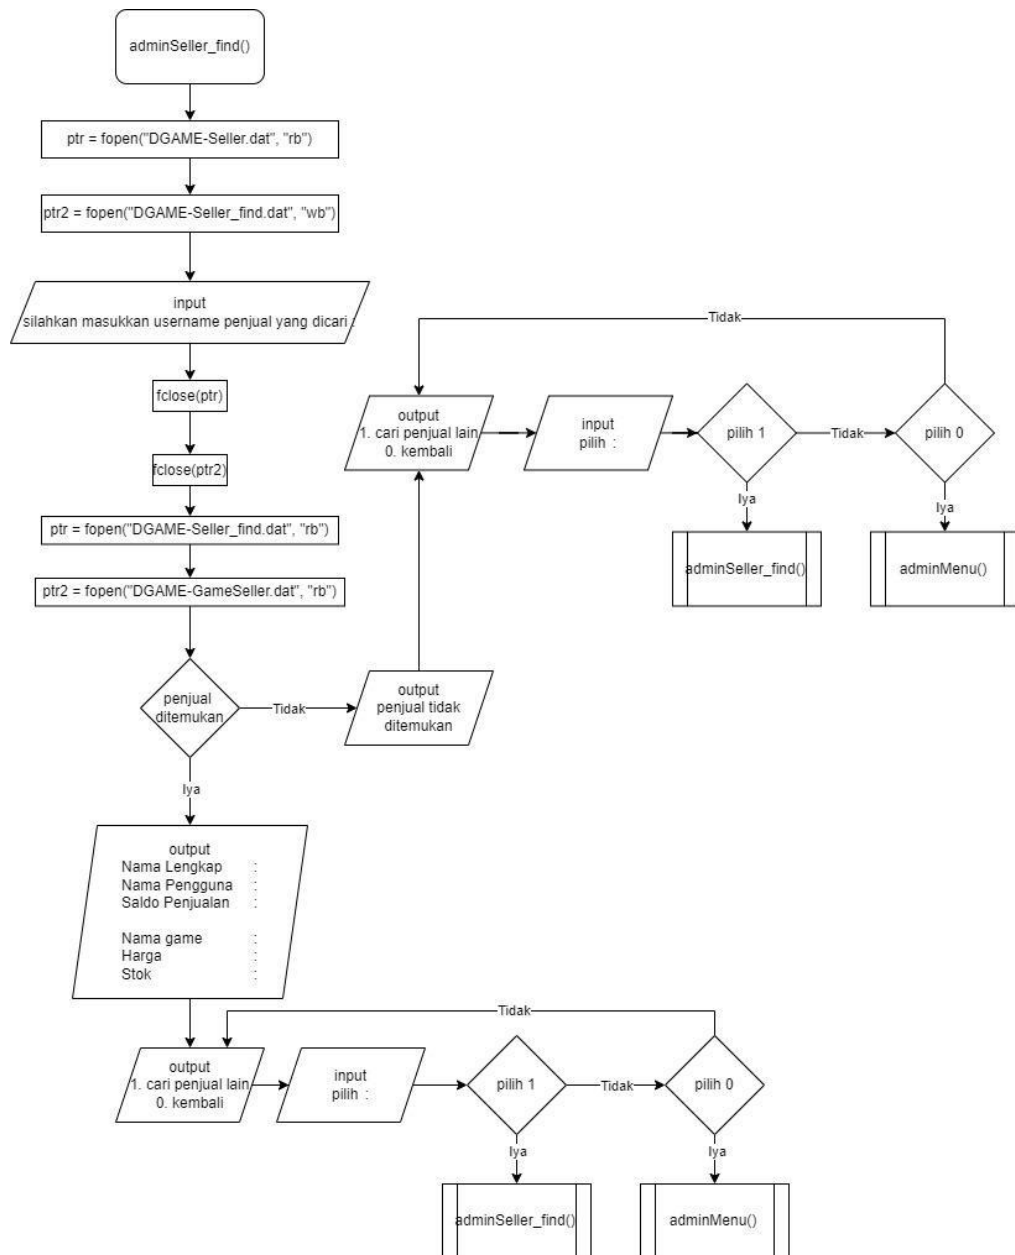 adminSeller_find()
ptr = fopen("DGAME-Seller.dat", "rb")
ptr2 = fopen("DGAME-Seller_find.dat", "wb")
input
silahkan masukkan username penjual yang dicari :
fclose(ptr)
fclose(ptr2)
ptr = fopen("DGAME-Seller_find.dat", "rb")
ptr2 = fopen("DGAME-GameSeller.dat", "rb")
penjual
ditemukan
Tidak
output
penjual tidak
ditemukan
output
1. cari penjual lain
0. kembali
input
pilih :
pilih 1
Tidak
pilih 0
Tidak
Iya
Iya
adminSeller_find()
adminMenu()
Iya
output
Nama Lengkap :
Nama Pengguna :
Saldo Penjualan :
Nama game :
Harga :
Stok :
output
1. cari penjual lain
0. kembali
input
pilih :
pilih 1
Tidak
pilih 0
Tidak
Iya
Iya
adminSeller_find()
adminMenu()